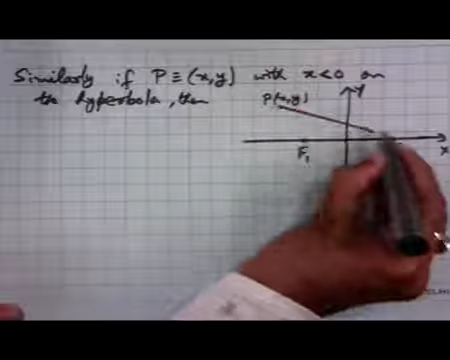 Similarly if P ≡ (x,y) with x<0 on
the hyperbola, then
P(x,y)
Y
X
F₁